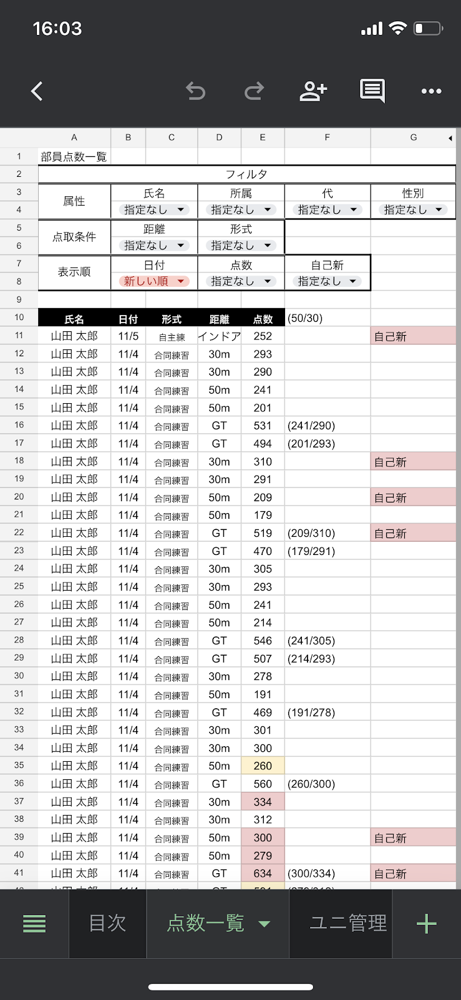 16:03
A B C D E F G
1 部員点数一覧
2 フィルタ
3 属性 氏名 所属 代 性別
4 指定なし 指定なし 指定なし 指定なし
5 点取条件 距離 形式
6 指定なし 指定なし
7 表示順 日付 点数 自己新
8 新しい順 指定なし 指定なし
9
10 氏名 日付 形式 距離 点数 (50/30)
11 山田 太郎 11/5 自主練 インドア 252 自己新
12 山田 太郎 11/4 合同練習 30m 293
13 山田 太郎 11/4 合同練習 30m 290
14 山田 太郎 11/4 合同練習 50m 241
15 山田 太郎 11/4 合同練習 50m 201
16 山田 太郎 11/4 合同練習 GT 531 (241/290)
17 山田 太郎 11/4 合同練習 GT 494 (201/293)
18 山田 太郎 11/4 合同練習 30m 310 自己新
19 山田 太郎 11/4 合同練習 30m 291
20 山田 太郎 11/4 合同練習 50m 209 自己新
21 山田 太郎 11/4 合同練習 50m 179
22 山田 太郎 11/4 合同練習 GT 519 (209/310) 自己新
23 山田 太郎 11/4 合同練習 GT 470 (179/291)
24 山田 太郎 11/4 合同練習 30m 305
25 山田 太郎 11/4 合同練習 30m 293
26 山田 太郎 11/4 合同練習 50m 241
27 山田 太郎 11/4 合同練習 50m 214
28 山田 太郎 11/4 合同練習 GT 546 (241/305)
29 山田 太郎 11/4 合同練習 GT 507 (214/293)
30 山田 太郎 11/4 合同練習 30m 278
31 山田 太郎 11/4 合同練習 50m 191
32 山田 太郎 11/4 合同練習 GT 469 (191/278)
33 山田 太郎 11/4 合同練習 30m 301
34 山田 太郎 11/4 合同練習 30m 300
35 山田 太郎 11/4 合同練習 50m 260
36 山田 太郎 11/4 合同練習 GT 560 (260/300)
37 山田 太郎 11/4 合同練習 30m 334
38 山田 太郎 11/4 合同練習 30m 312
39 山田 太郎 11/4 合同練習 50m 300 自己新
40 山田 太郎 11/4 合同練習 50m 279
41 山田 太郎 11/4 合同練習 GT 634 (300/334) 自己新
目次 点数一覧 ユニ管理